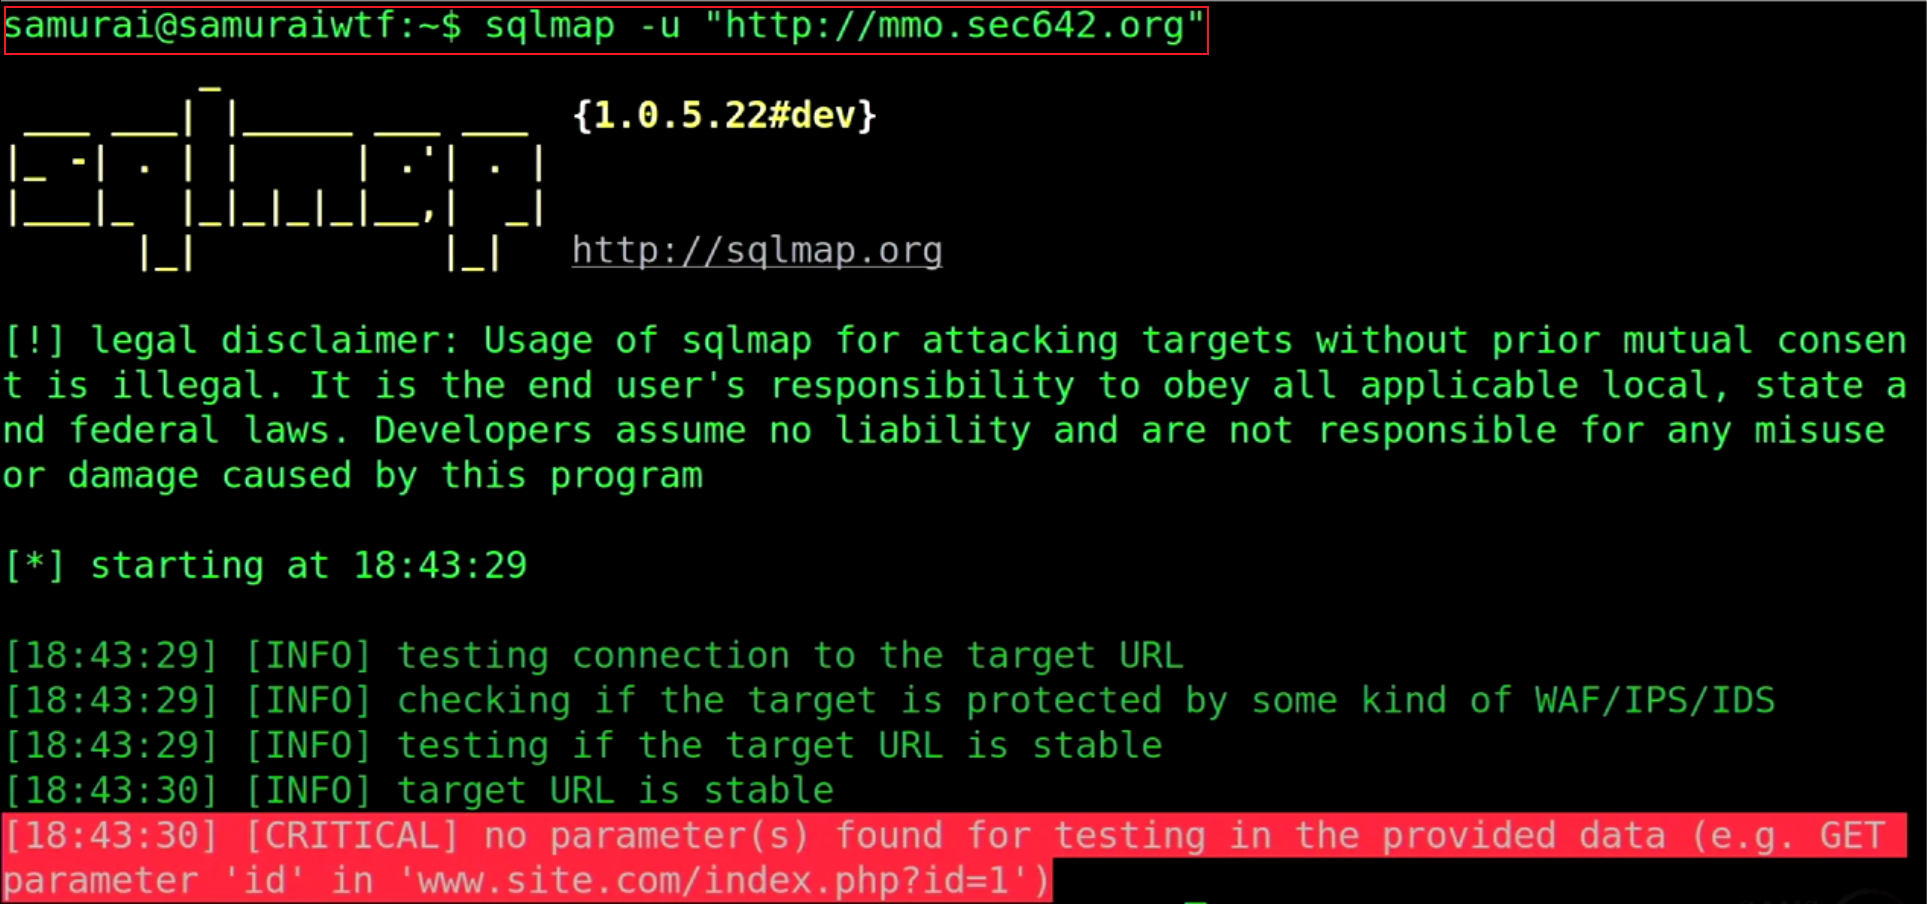 samurai@samuraiwtf:~$ sqlmap -u "http://mmo.sec642.org"
{1.0.5.22#dev}
http://sqlmap.org
[!] legal disclaimer: Usage of sqlmap for attacking targets without prior mutual consen
t is illegal. It is the end user's responsibility to obey all applicable local, state a
nd federal laws. Developers assume no liability and are not responsible for any misuse
or damage caused by this program
[*] starting at 18:43:29
[18:43:29] [INFO] testing connection to the target URL
[18:43:29] [INFO] checking if the target is protected by some kind of WAF/IPS/IDS
[18:43:29] [INFO] testing if the target URL is stable
[18:43:30] [INFO] target URL is stable
[18:43:30] [CRITICAL] no parameter(s) found for testing in the provided data (e.g. GET
parameter 'id' in 'www.site.com/index.php?id=1')